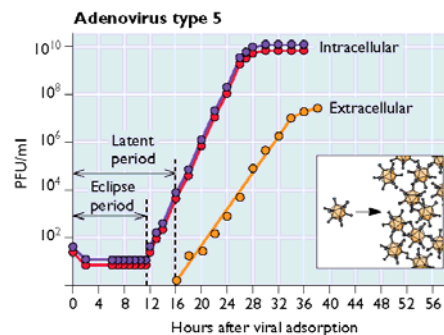 Adenovirus type 5
10¹⁰
10⁸
10⁶
10⁴
10²
PFU/ml
Intracellular
Extracellular
Latent
period
Eclipse
period
0 4 8 12 16 20 24 28 32 36 40 44 48 52 56
Hours after viral adsorption